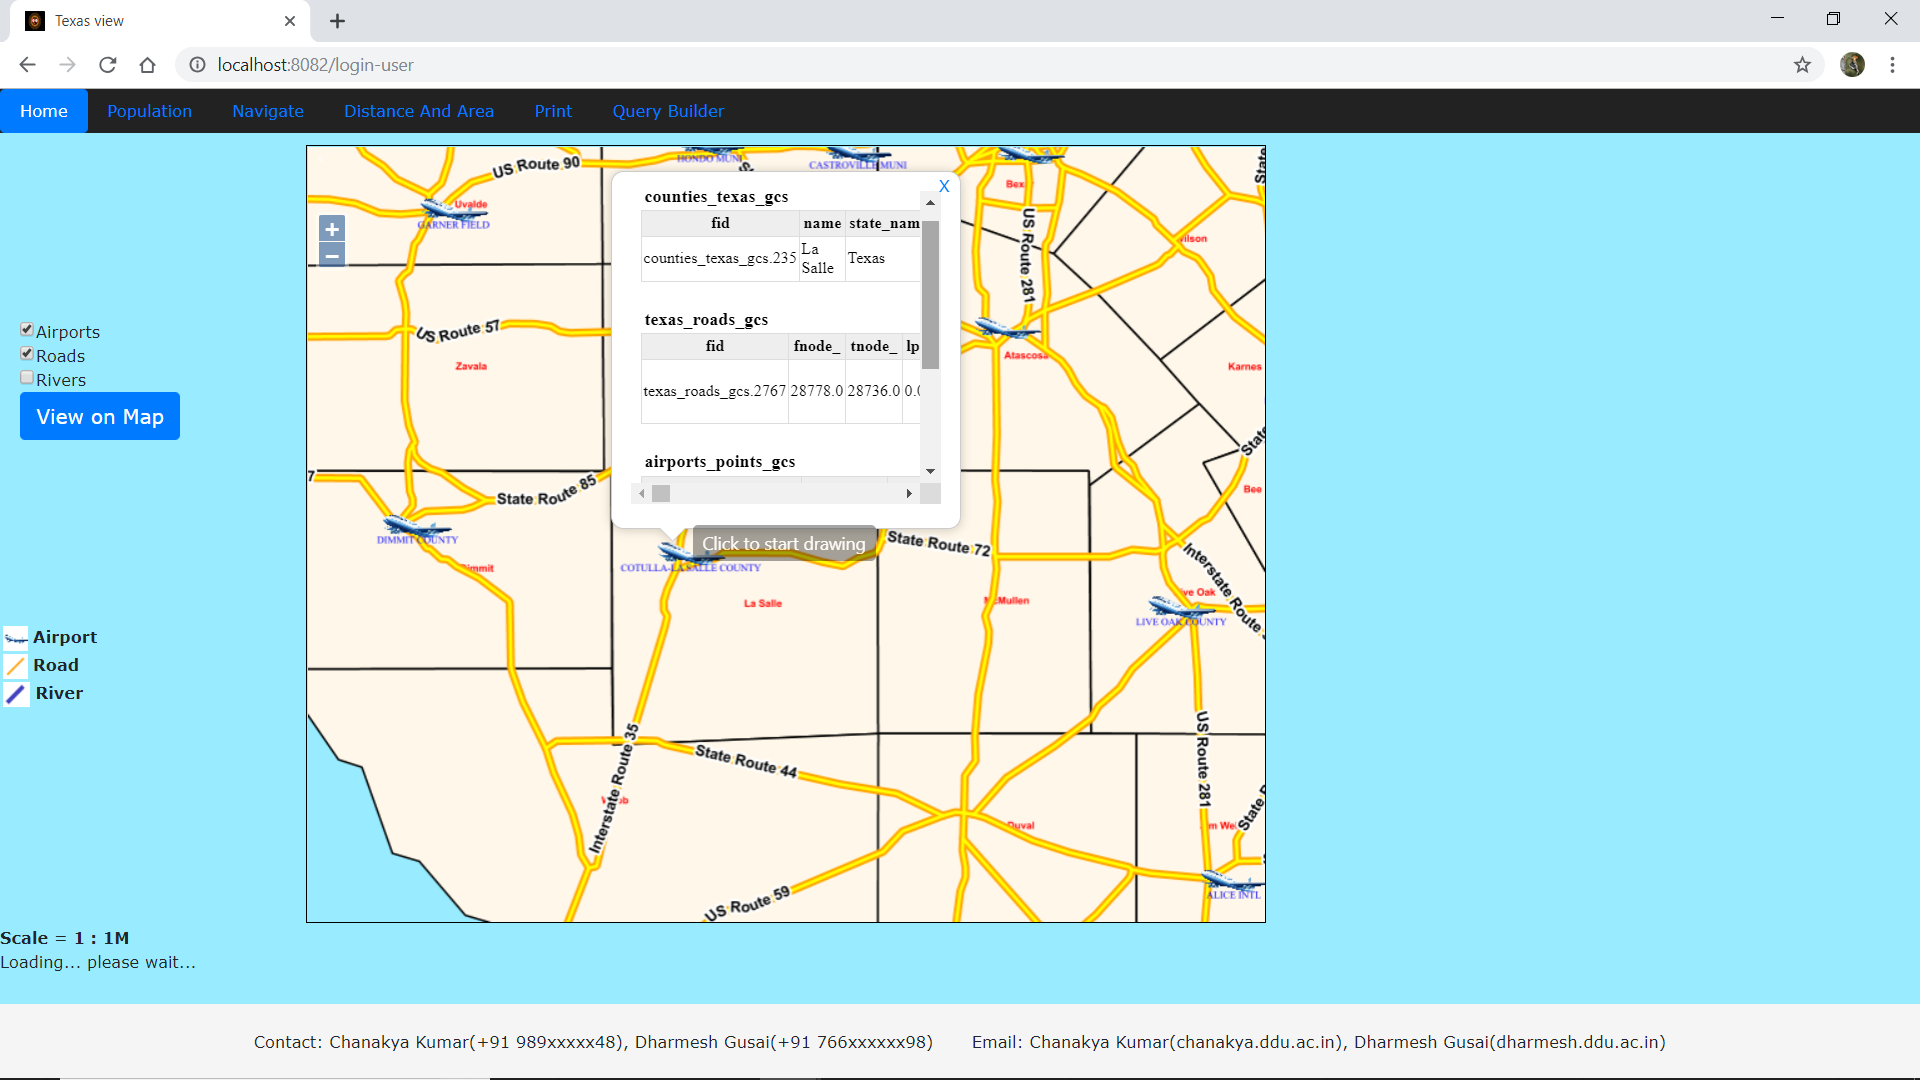 Texas view
localhost:8082/login-user
Home Population Navigate Distance And Area Print Query Builder
US Route 90
HONDO MUNI
CASTROVILLE MUNI
Uvalde
GARNER FIELD
Bexar
Wilson
US Route 281
X
counties_texas_gcs
fid name state_nam
counties_texas_gcs.235 La Salle Texas
texas_roads_gcs
fid fnode_ tnode_ lp
texas_roads_gcs.2767 28778.0 28736.0 0.0
airports_points_gcs
+
−
Airports
Roads
Rivers
View on Map
US Route 57
Zavala
Atascosa
Karnes
State Route 85
Bee
DIMMIT COUNTY
Dimmit
Click to start drawing
State Route 72
COTULLA-LA SALLE COUNTY
La Salle
McMullen
Live Oak
LIVE OAK COUNTY
Interstate Route
Airport
Road
River
Interstate Route 35
State Route 44
Webb
US Route 281
Duval
Jim We
State R
US Route 59
ALICE INTL
Scale = 1 : 1M
Loading... please wait...
Contact: Chanakya Kumar(+91 989xxxxx48), Dharmesh Gusai(+91 766xxxxxx98) Email: Chanakya Kumar(chanakya.ddu.ac.in), Dharmesh Gusai(dharmesh.ddu.ac.in)